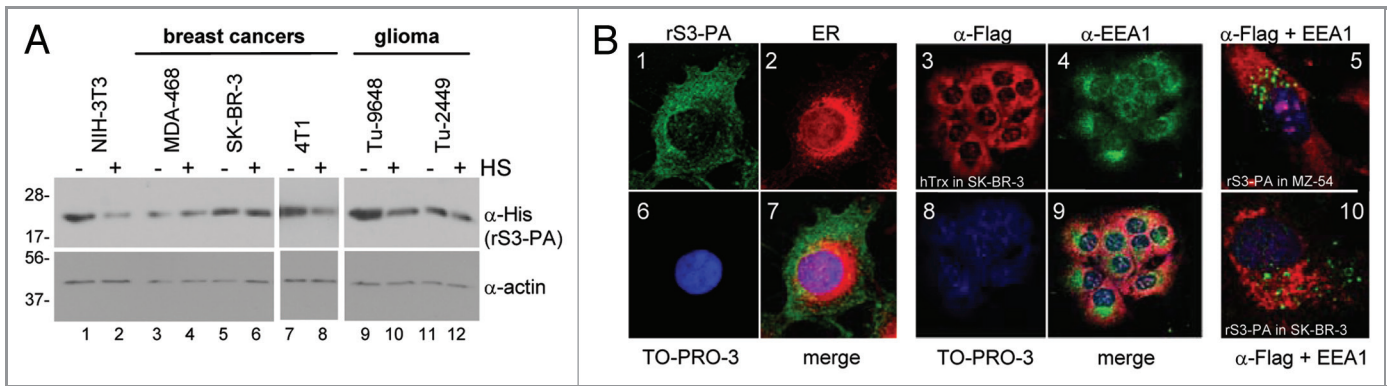 A
breast cancers
glioma
NIH-3T3
MDA-468
SK-BR-3
4T1
Tu-9648
Tu-2449
- + - + - + - + - + - + HS
28-
17-
α-His
(rS3-PA)
56-
37-
α-actin
1 2 3 4 5 6 7 8 9 10 11 12
B
rS3-PA ER α-Flag α-EEA1 α-Flag + EEA1
1 2 3 4 5
hTrx in SK-BR-3
rS3-PA in MZ-54
6 7 8 9 10
rS3-PA in SK-BR-3
TO-PRO-3 merge TO-PRO-3 merge α-Flag + EEA1